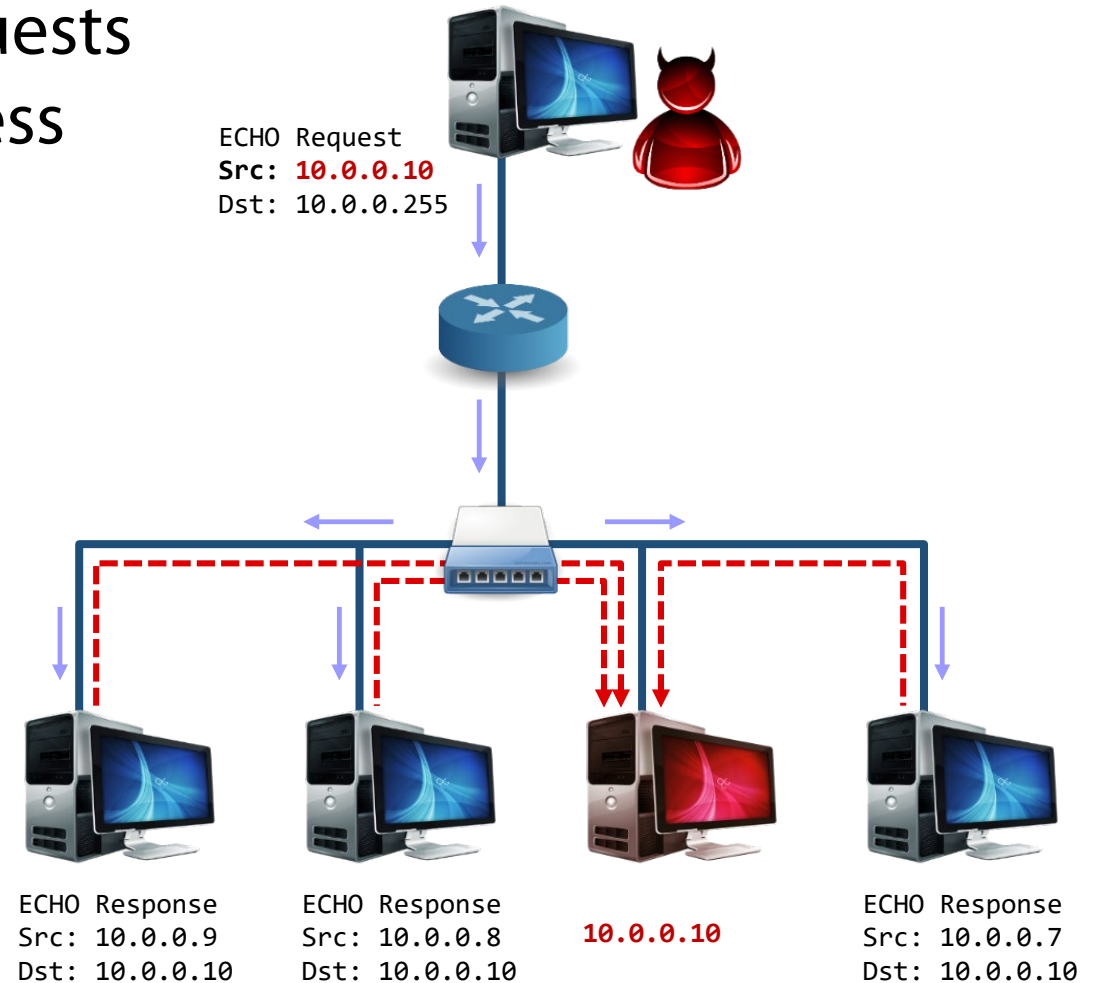 uests
ess
ECHO Request
Src: 10.0.0.10
Dst: 10.0.0.255
ECHO Response
Src: 10.0.0.9
Dst: 10.0.0.10
ECHO Response
Src: 10.0.0.8
Dst: 10.0.0.10
10.0.0.10
ECHO Response
Src: 10.0.0.7
Dst: 10.0.0.10